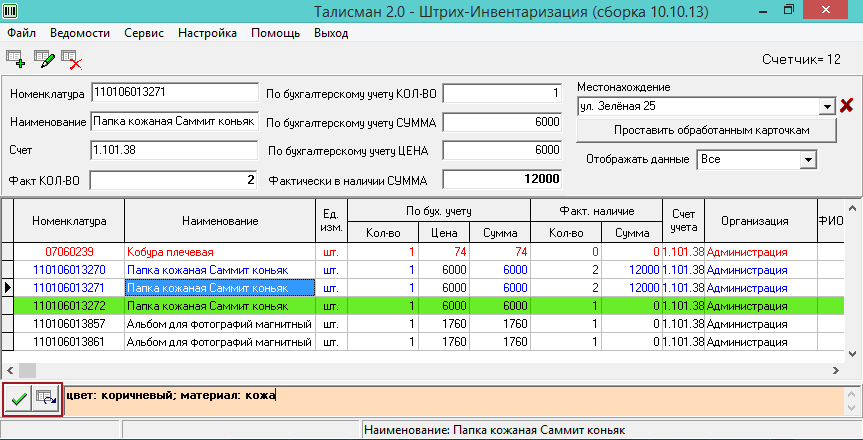 Талисман 2.0 - Штрих-Инвентаризация (сборка 10.10.13)
Файл Ведомости Сервис Настройка Помощь Выход
Счетчик= 12
Номенклатура 110106013271 По бухгалтерскому учету КОЛ-ВО 1 Местонахождение
Наименование Папка кожаная Саммит коньяк По бухгалтерскому учету СУММА 6000 ул. Зелёная 25
Счет 1.101.38 По бухгалтерскому учету ЦЕНА 6000 Проставить обработанным карточкам
Факт КОЛ-ВО 2 Фактически в наличии СУММА 12000 Отображать данные Все
Номенклатура Наименование Ед. изм. По бух. учету Факт. наличие Счет учета Организация ФИО
Кол-во Цена Сумма Кол-во Сумма
07060239 Кобура плечевая шт. 1 74 74 0 0 1.101.38 Администрация
110106013270 Папка кожаная Саммит коньяк шт. 1 6000 6000 2 12000 1.101.38 Администрация
110106013271 Папка кожаная Саммит коньяк шт. 1 6000 6000 2 12000 1.101.38 Администрация
110106013272 Папка кожаная Саммит коньяк шт. 1 6000 6000 1 0 1.101.38 Администрация
110106013857 Альбом для фотографий магнитный шт. 1 1760 1760 1 0 1.101.38 Администрация
110106013861 Альбом для фотографий магнитный шт. 1 1760 1760 1 0 1.101.38 Администрация
цвет: коричневый; материал: кожа
Наименование: Папка кожаная Саммит коньяк